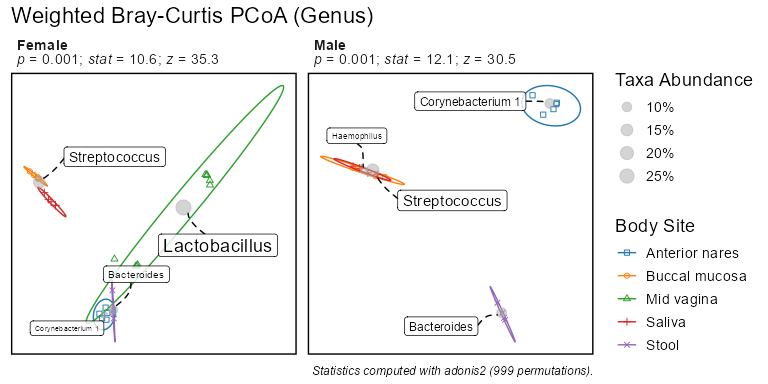 Weighted Bray-Curtis PCoA (Genus)
Female
p = 0.001; stat = 10.6; z = 35.3
Male
p = 0.001; stat = 12.1; z = 30.5
Streptococcus
Lactobacillus
Bacteroides
Corynebacterium 1
Corynebacterium 1
Haemophilus
Streptococcus
Bacteroides
Taxa Abundance
10%
15%
20%
25%
Body Site
Anterior nares
Buccal mucosa
Mid vagina
Saliva
Stool
Statistics computed with adonis2 (999 permutations).